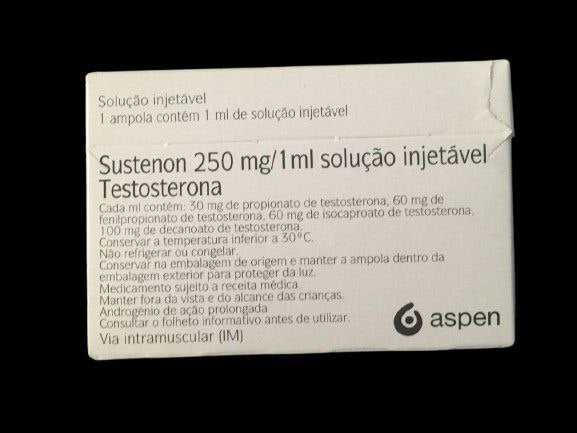 Solução injetável
1 ampola contém 1 ml de solução injetável
Sustenon 250 mg/1ml solução injetável
Testosterona
Cada ml contém: 30 mg de propionato de testosterona, 60 mg de
fenilpropionato de testosterona, 60 mg de isocaproato de testosterona,
100 mg de decanoato de testosterona.
Conservar a temperatura inferior a 30°C.
Não refrigerar ou congelar.
Conservar na embalagem de origem e manter a ampola dentro da
embalagem exterior para proteger da luz.
Medicamento sujeito a receita médica.
Manter fora da vista e do alcance das crianças.
Androgénio de ação prolongada
Consultar o folheto informativo antes de utilizar.
Via intramuscular (IM)
aspen